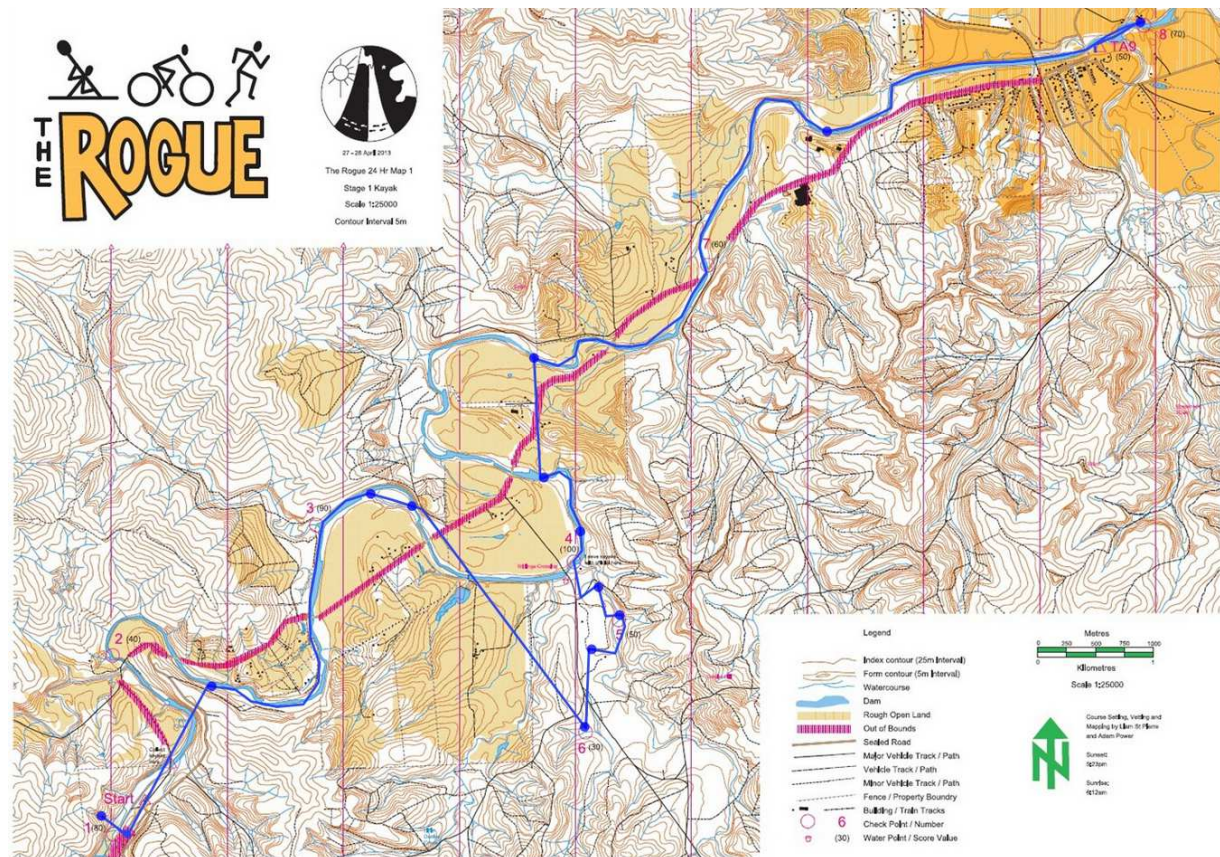 THE
ROGUE
27-28 April 2013
The Rogue 24 Hr Map 1
Stage 1 Kayak
Scale 1:25000
Contour Interval 5m
8 (70)
TA9
(50)
7 (60)
3 (90)
4
(100)
2 (40)
5 (50)
6 (30)
Start
1 (80)
Legend
Index contour (25m Interval)
Form contour (5m Interval)
Watercourse
Dam
Rough Open Land
Out of Bounds
Sealed Road
Major Vehicle Track / Path
Vehicle Track / Path
Minor Vehicle Track / Path
Fence / Property Boundry
Building / Train Tracks
6 Check Point / Number
(30) Water Point / Score Value
Metres
0 250 500 750 1000
0 1
Kilometres
Scale 1:25000
Course Setting, Vetting and
Mapping by Liam St Pierre
and Adam Power
Sunset:
5:23pm
Sunrise:
6:12am